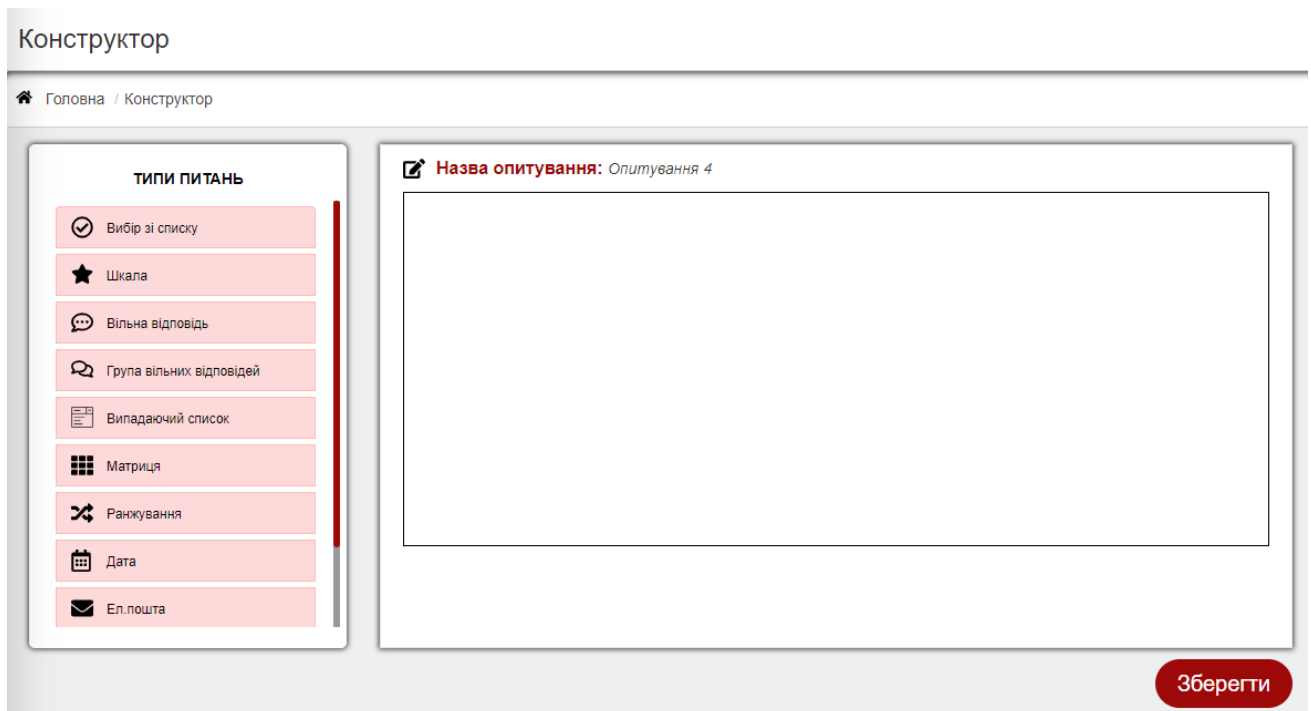 Конструктор
Головна / Конструктор
ТИПИ ПИТАНЬ
Вибір зі списку
Шкала
Вільна відповідь
Група вільних відповідей
Випадаючий список
Матриця
Ранжування
Дата
Ел.пошта
Назва опитування: Опитування 4
Зберегти